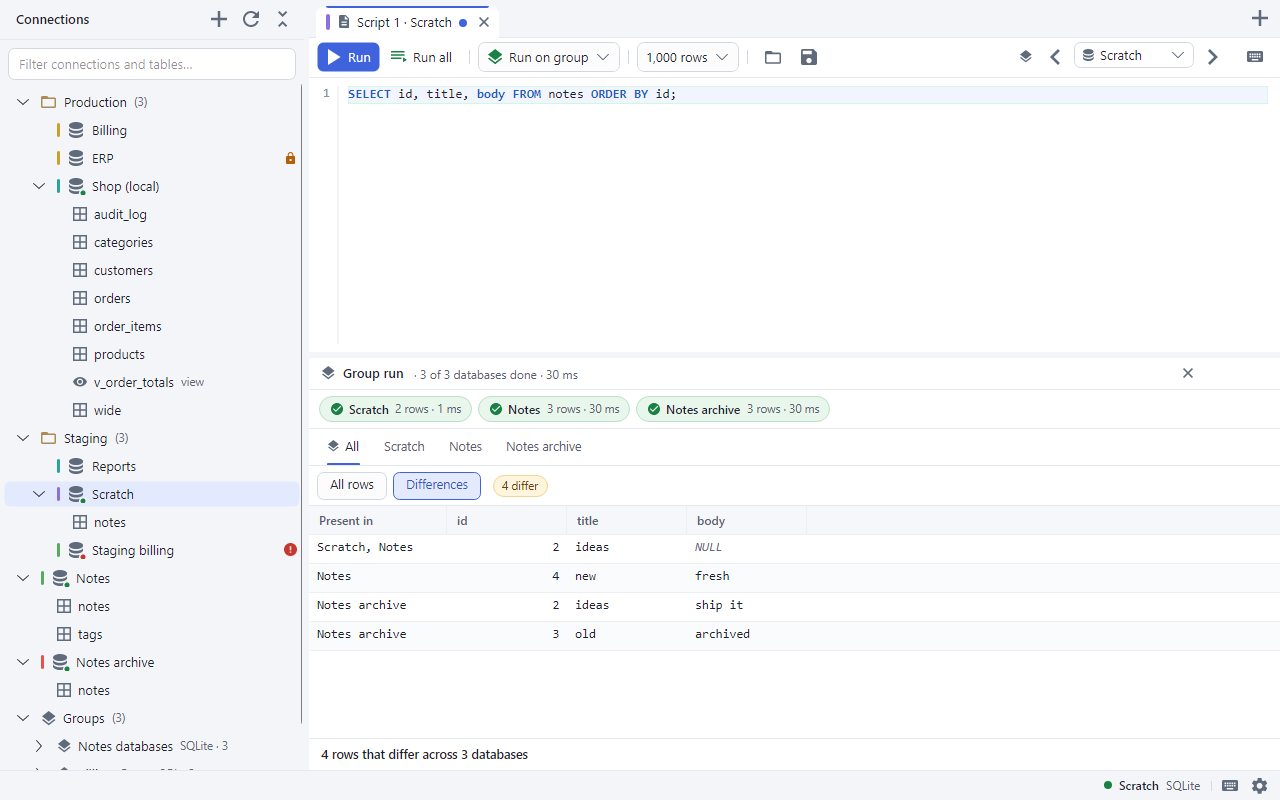 Connections
Script 1 · Scratch
Filter connections and tables...
Run
Run all
Run on group
1,000 rows
Scratch
1
SELECT id, title, body FROM notes ORDER BY id;
Production (3)
Billing
ERP
Shop (local)
audit_log
categories
customers
orders
order_items
products
v_order_totals view
wide
Staging (3)
Reports
Scratch
notes
Staging billing
Notes
notes
tags
Notes archive
notes
Groups (3)
Notes databases SQLite · 3
Group run · 3 of 3 databases done · 30 ms
Scratch 2 rows · 1 ms
Notes 3 rows · 30 ms
Notes archive 3 rows · 30 ms
All Scratch Notes Notes archive
All rows Differences 4 differ
Present in id title body
Scratch, Notes 2 ideas NULL
Notes 4 new fresh
Notes archive 2 ideas ship it
Notes archive 3 old archived
4 rows that differ across 3 databases
Scratch SQLite